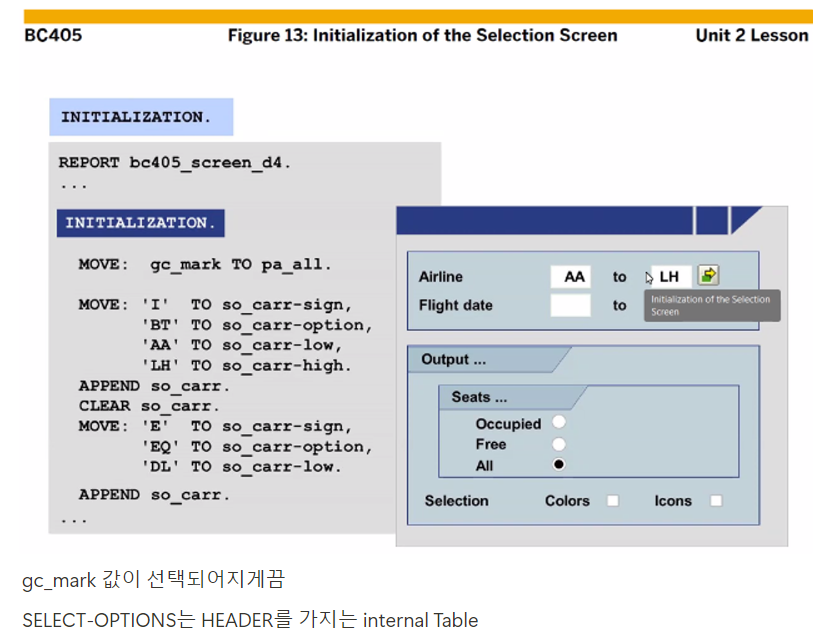 BC405 Figure 13: Initialization of the Selection Screen Unit 2 Lesson
INITIALIZATION.
REPORT bc405_screen_d4.
...
INITIALIZATION.
MOVE: gc_mark TO pa_all.
MOVE: 'I' TO so_carr-sign,
'BT' TO so_carr-option,
'AA' TO so_carr-low,
'LH' TO so_carr-high.
APPEND so_carr.
CLEAR so_carr.
MOVE: 'E' TO so_carr-sign,
'EQ' TO so_carr-option,
'DL' TO so_carr-low.
APPEND so_carr.
...
Airline AA to LH
Flight date to
Initialization of the Selection
Screen
Output ...
Seats ...
Occupied
Free
All
Selection Colors Icons
gc_mark 값이 선택되어지게끔
SELECT-OPTIONS는 HEADER를 가지는 internal Table